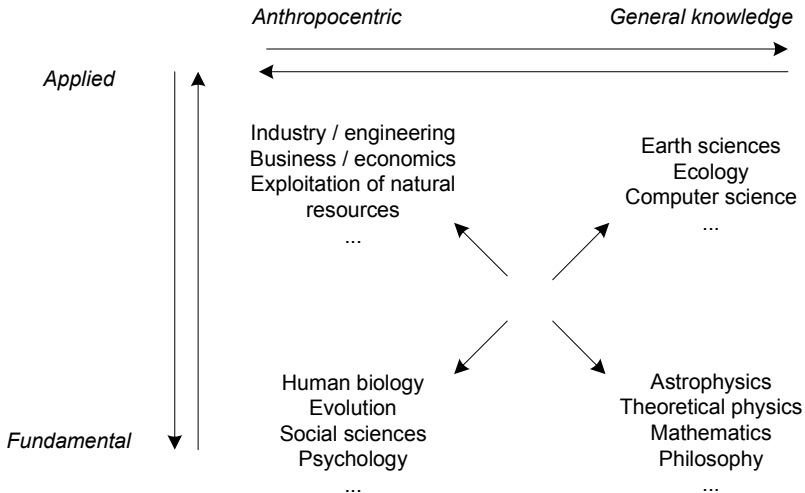 Anthropocentric
General knowledge
Applied
Industry / engineering
Business / economics
Exploitation of natural
resources
...
Earth sciences
Ecology
Computer science
...
Human biology
Evolution
Social sciences
Psychology
...
Astrophysics
Theoretical physics
Mathematics
Philosophy
...
Fundamental